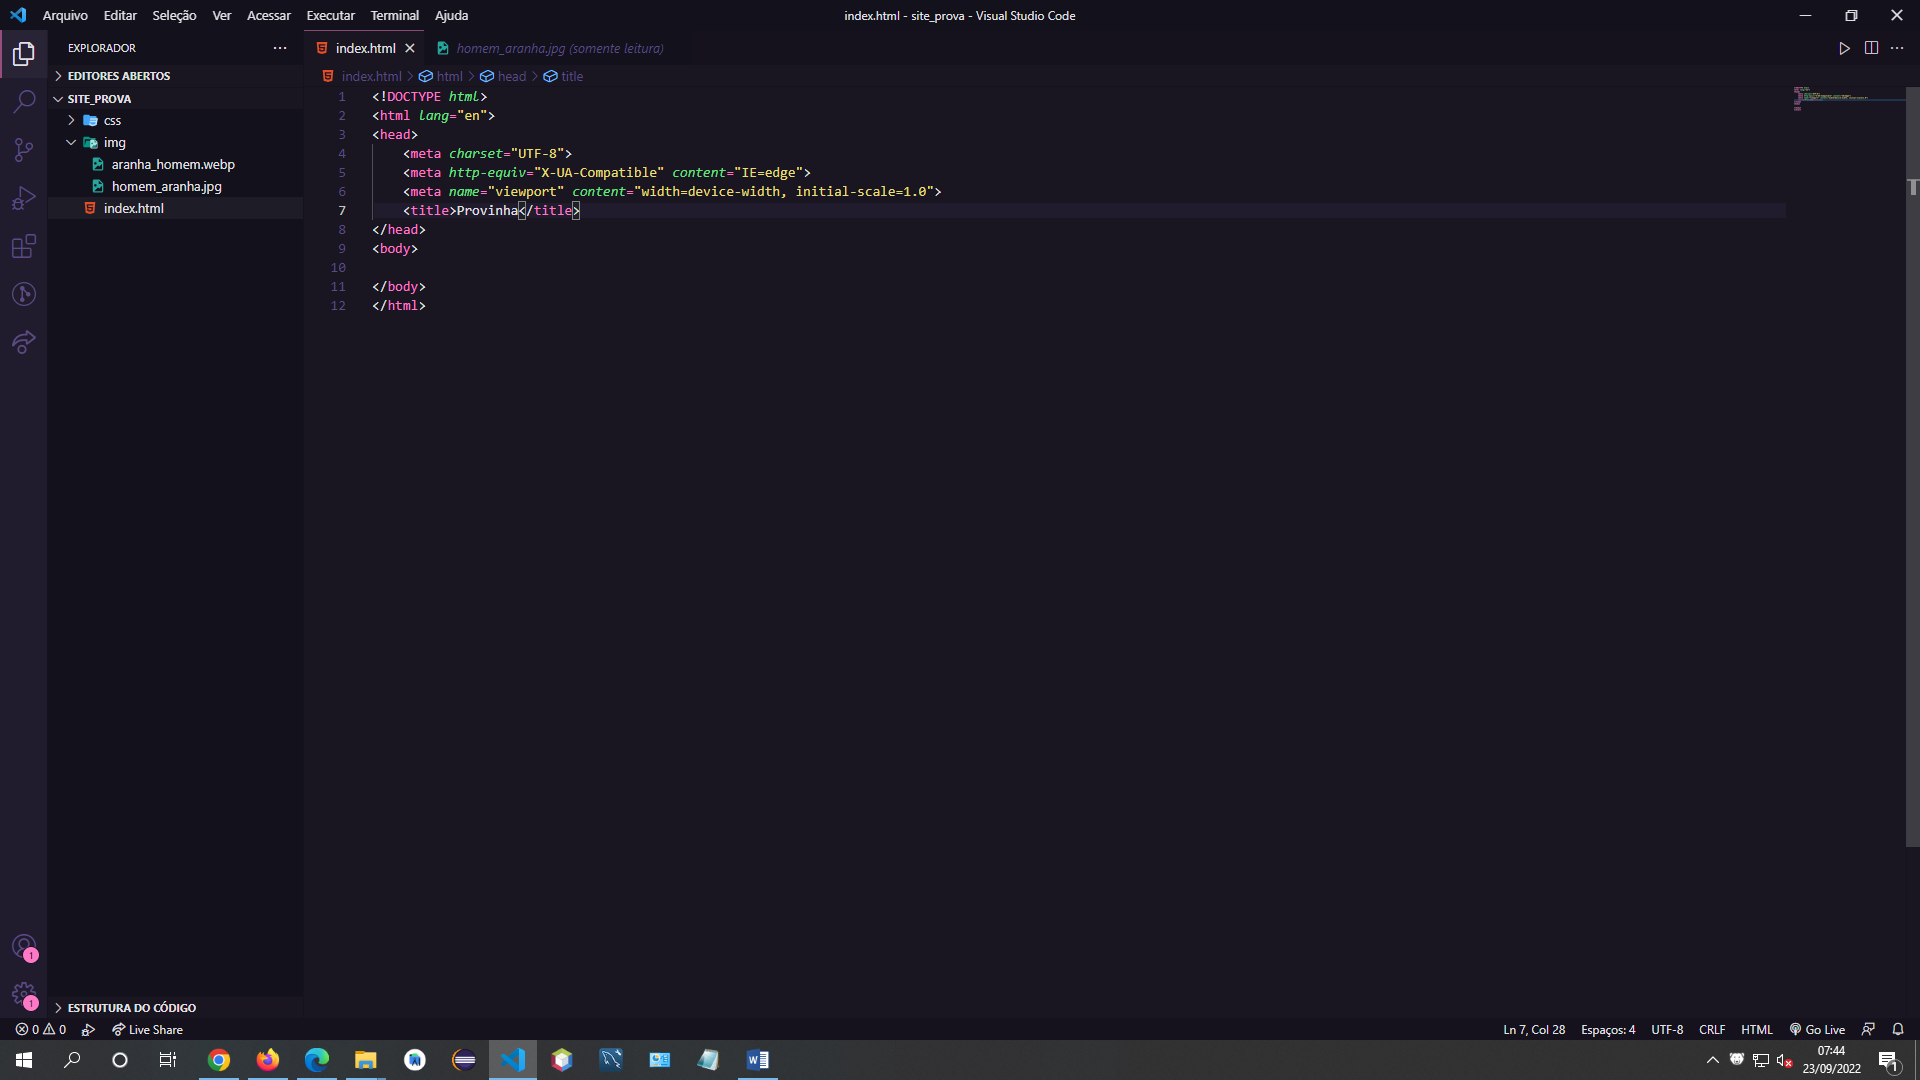 Arquivo Editar Seleção Ver Acessar Executar Terminal Ajuda
index.html - site_prova - Visual Studio Code
EXPLORADOR
EDITORES ABERTOS
SITE_PROVA
css
img
aranha_homem.webp
homem_aranha.jpg
index.html
ESTRUTURA DO CÓDIGO
index.html
homem_aranha.jpg (somente leitura)
index.html > html > head > title
1 <!DOCTYPE html>
2 <html lang="en">
3 <head>
4 <meta charset="UTF-8">
5 <meta http-equiv="X-UA-Compatible" content="IE=edge">
6 <meta name="viewport" content="width=device-width, initial-scale=1.0">
7 <title>Provinha</title>
8 </head>
9 <body>
10
11 </body>
12 </html>
1
1
0 0 Live Share
Ln 7, Col 28 Espaços: 4 UTF-8 CRLF HTML Go Live
07:44
23/09/2022
1